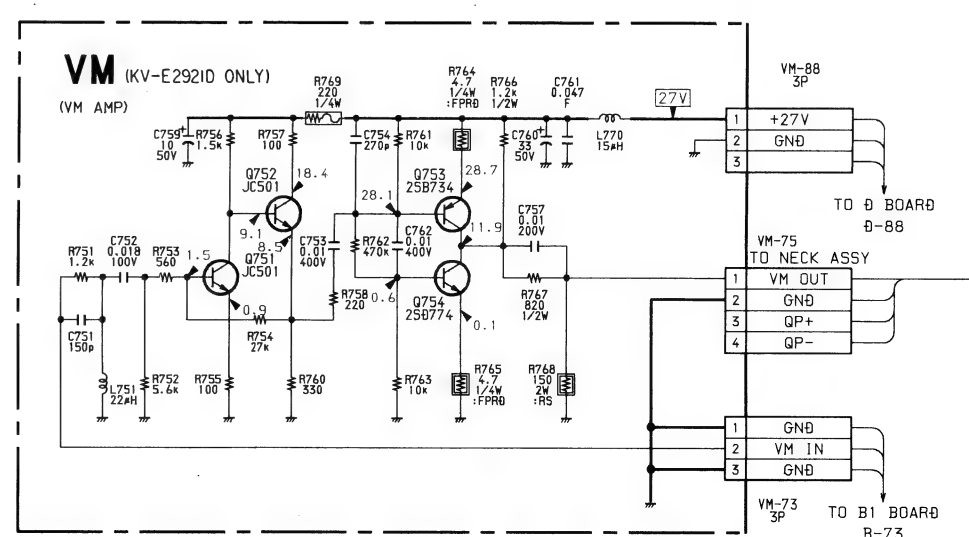 VM (KV-E292ID ONLY)
(VM AMP)
R769
220
1/4W
R764
4.7
1/4W
:FPRD
R766
1.2k
1/2W
C761
0.047
F
27V
VM-88
3P
C759
10
50V
+
R756
1.5k
R757
100
C754
270p
R761
10k
C760
33
50V
+
L770
15µH
1 +27V
2 GND
3
TO D BOARD
D-88
Q752
JC501
18.4
9.1
8.5
Q753
2SB734
28.7
28.1
11.9
C757
0.01
200V
R751
1.2k
C752
0.018
100V
R753
560
1.5
Q751
JC501
0.9
C753
0.01
400V
R762
470k
C762
0.01
400V
R758
220
0.6
Q754
2SD774
0.1
R767
820
1/2W
VM-75
TO NECK ASSY
1 VM OUT
2 GND
3 QP+
4 QP-
C751
150p
R754
27k
L751
22µH
R752
5.6k
R755
100
R760
330
R763
10k
R765
4.7
1/4W
:FPRD
R768
150
2W
:RS
1 GND
2 VM IN
3 GND
VM-73
3P
TO B1 BOARD
B-73